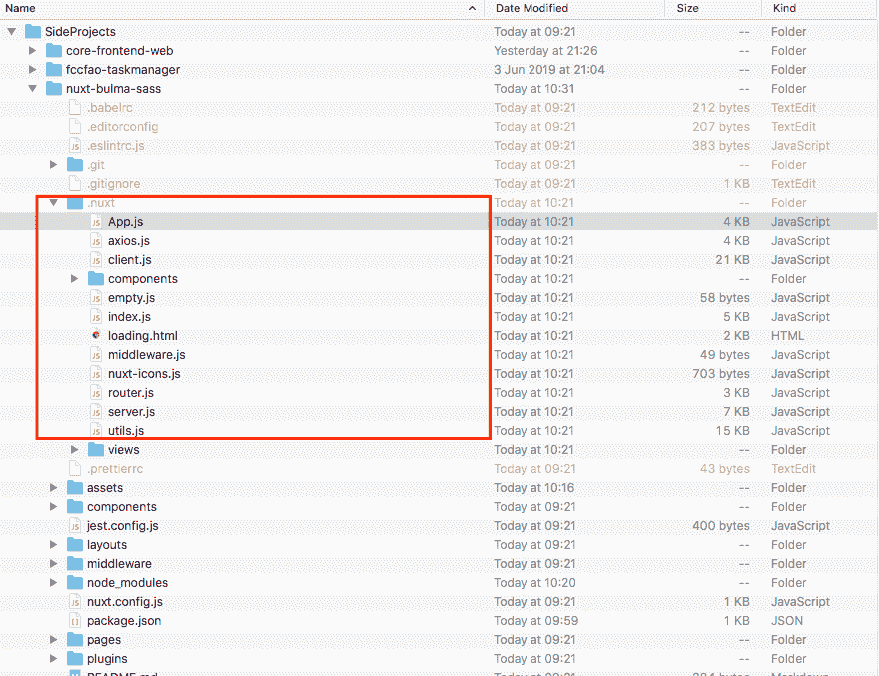 Name Date Modified Size Kind
SideProjects Today at 09:21 -- Folder
core-frontend-web Yesterday at 21:26 -- Folder
fccfao-taskmanager 3 Jun 2019 at 21:04 -- Folder
nuxt-bulma-sass Today at 10:31 -- Folder
.babelrc Today at 09:21 212 bytes TextEdit
.editorconfig Today at 09:21 207 bytes TextEdit
.eslintrc.js Today at 09:21 383 bytes JavaScript
.git Today at 09:21 -- Folder
.gitignore Today at 09:21 1 KB TextEdit
.nuxt Today at 10:21 -- Folder
App.js Today at 10:21 4 KB JavaScript
axios.js Today at 10:21 4 KB JavaScript
client.js Today at 10:21 21 KB JavaScript
components Today at 10:21 -- Folder
empty.js Today at 10:21 58 bytes JavaScript
index.js Today at 10:21 5 KB JavaScript
loading.html Today at 10:21 2 KB HTML
middleware.js Today at 10:21 49 bytes JavaScript
nuxt-icons.js Today at 10:21 703 bytes JavaScript
router.js Today at 10:21 3 KB JavaScript
server.js Today at 10:21 7 KB JavaScript
utils.js Today at 10:21 15 KB JavaScript
views Today at 10:21 -- Folder
.prettierrc Today at 09:21 43 bytes TextEdit
assets Today at 10:16 -- Folder
components Today at 09:21 -- Folder
jest.config.js Today at 09:21 400 bytes JavaScript
layouts Today at 09:21 -- Folder
middleware Today at 09:21 -- Folder
node_modules Today at 10:20 -- Folder
nuxt.config.js Today at 09:21 1 KB JavaScript
package.json Today at 09:59 1 KB JSON
pages Today at 09:21 -- Folder
plugins Today at 09:21 -- Folder
README.md Today at 09:21